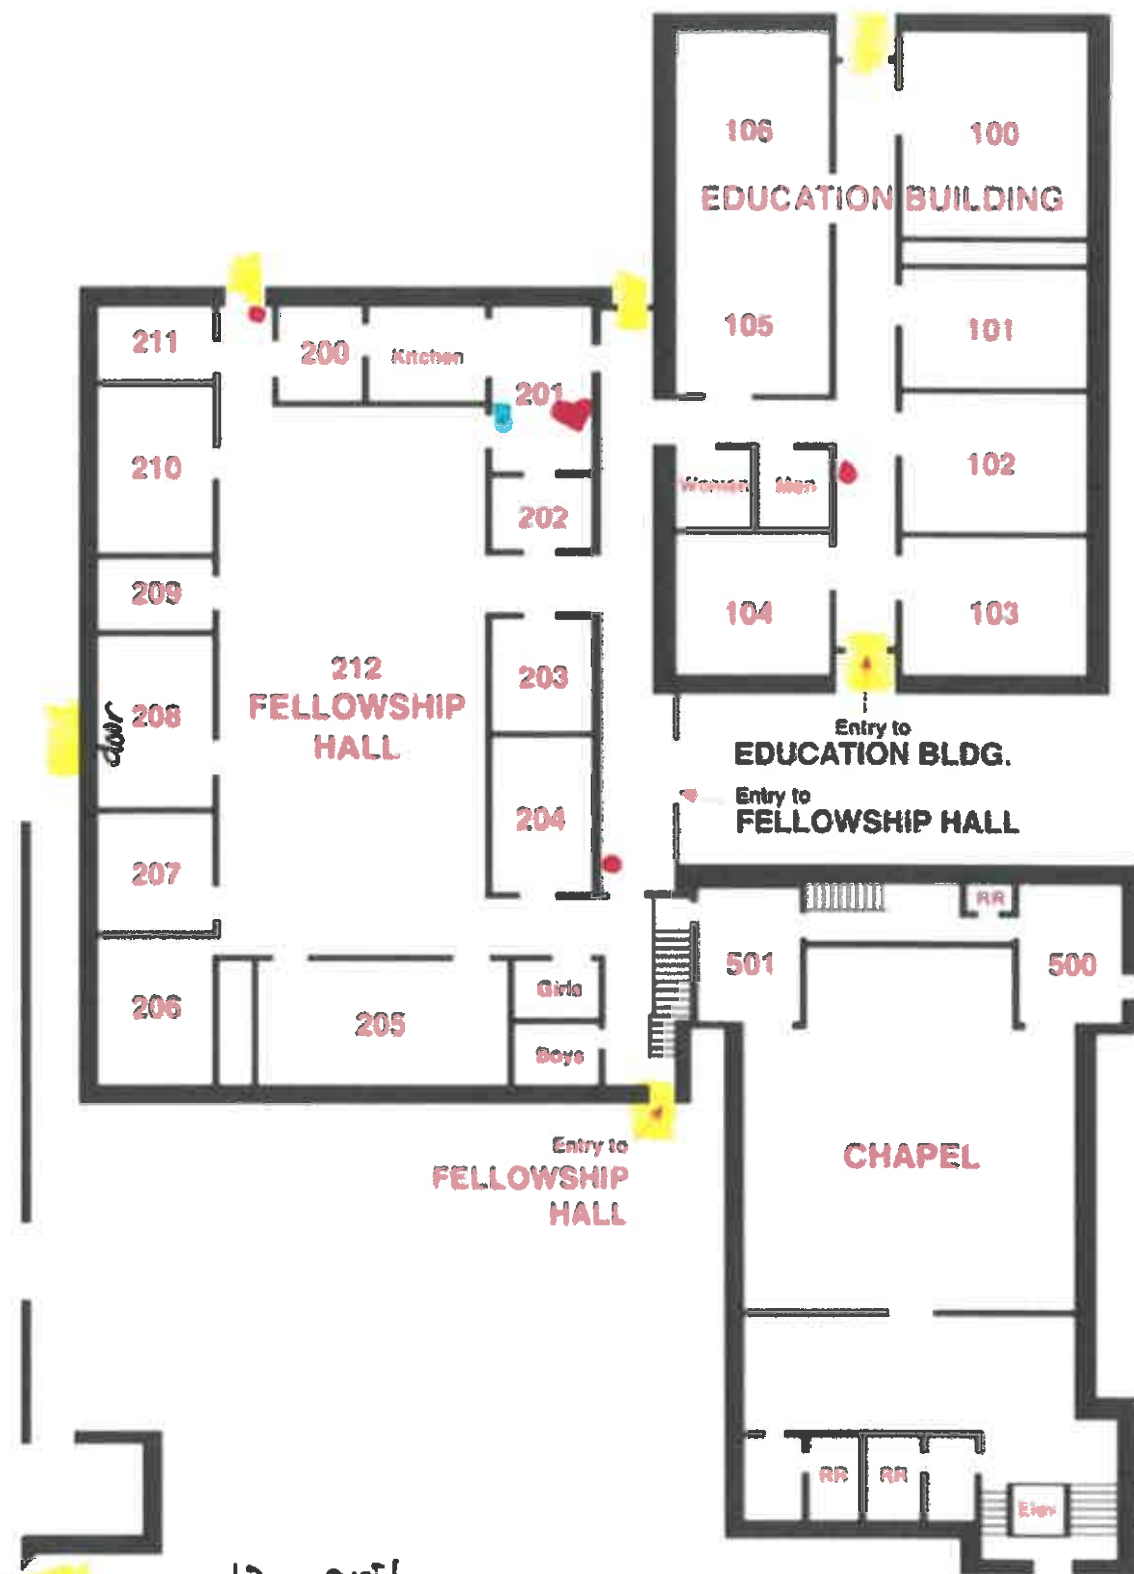 106
100
EDUCATION BUILDING
105
101
211
200
Kitchen
201
210
102
Women
Men
202
209
104
103
203
212
FELLOWSHIP
HALL
208
door
Entry to
EDUCATION BLDG.
Entry to
FELLOWSHIP HALL
204
207
RR
501
500
206
205
Girls
Boys
Entry to
FELLOWSHIP
HALL
CHAPEL
RR
RR
Elev